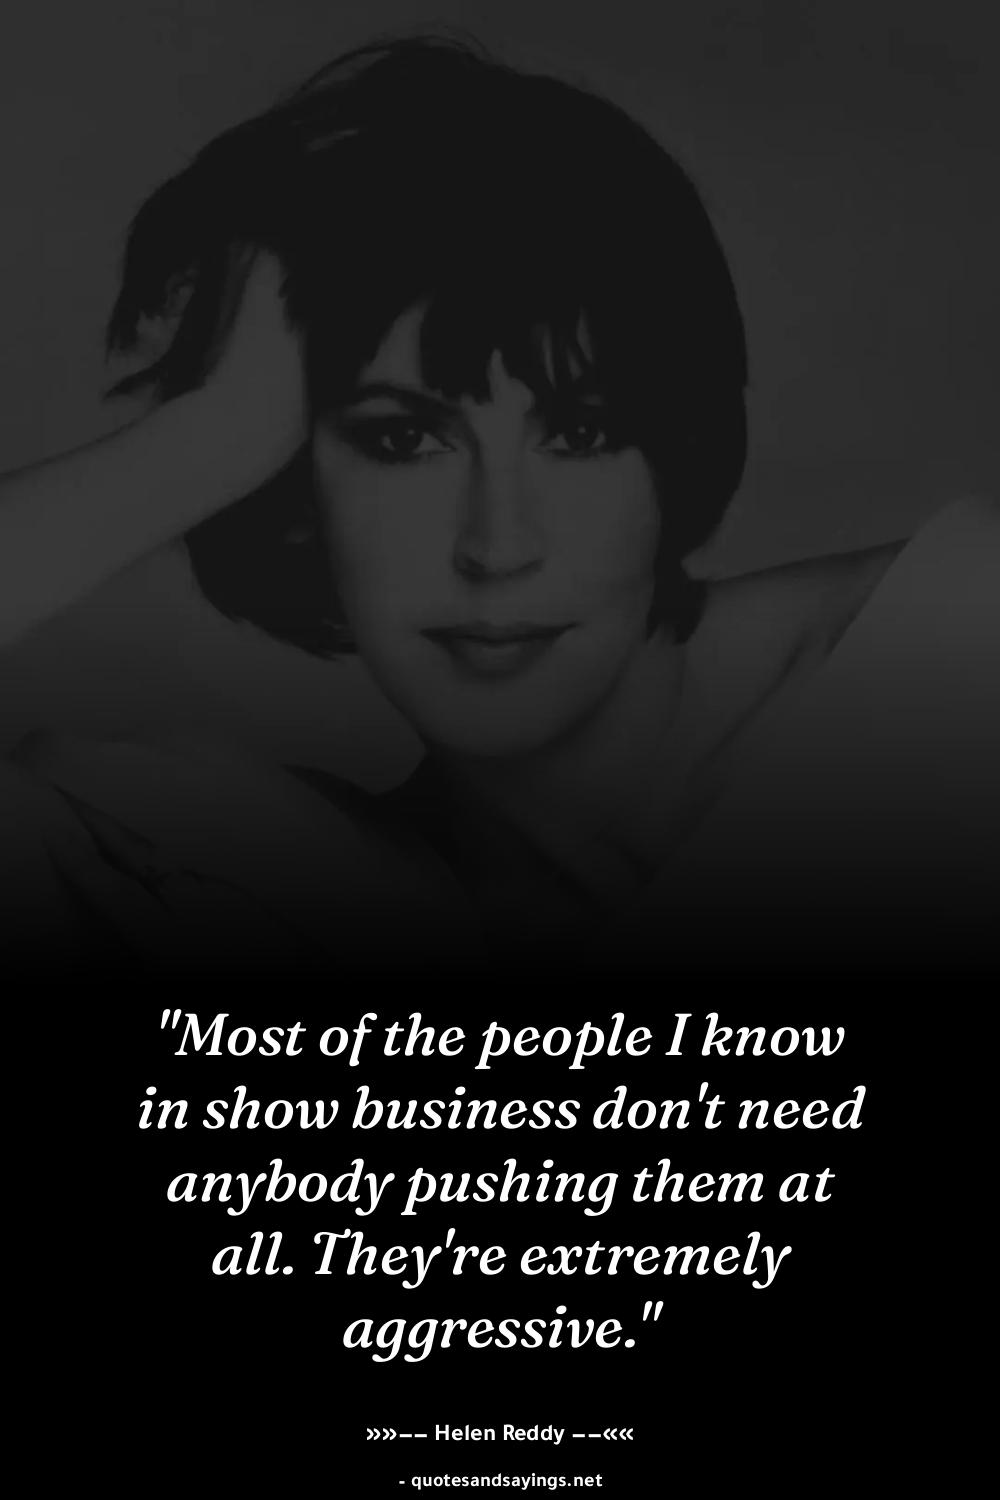 "Most of the people I know
in show business don't need
anybody pushing them at
all. They're extremely
aggressive."
»»−− Helen Reddy −−««
- quotesandsayings.net